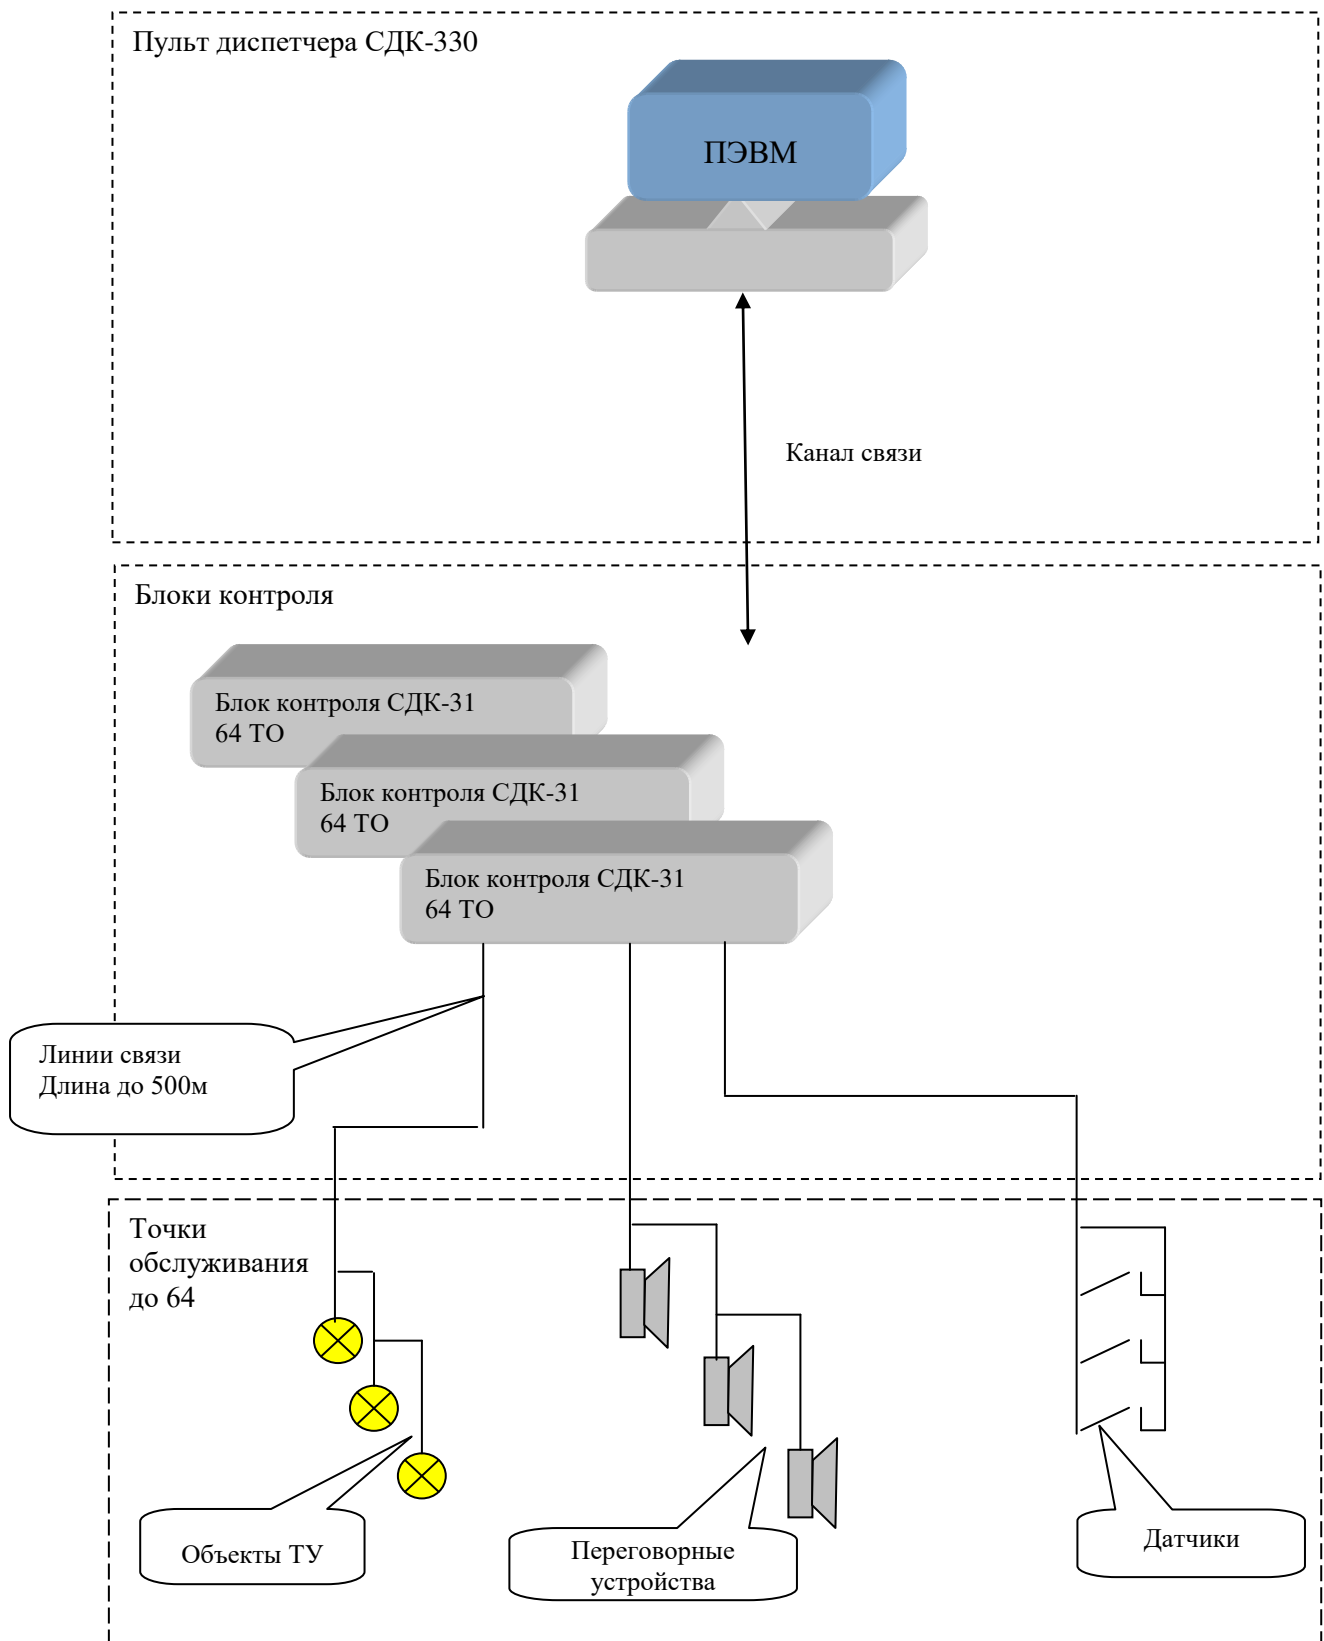 Пульт диспетчера СДК-330
ПЭВМ
Канал связи
Блоки контроля
Блок контроля СДК-31
64 ТО
Блок контроля СДК-31
64 ТО
Блок контроля СДК-31
64 ТО
Линии связи
Длина до 500м
Точки
обслуживания
до 64
Объекты ТУ
Переговорные
устройства
Датчики